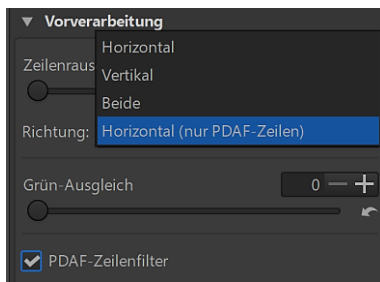 Vorverarbeitung
Horizontal
Zeilenraus
Vertikal
Beide
Richtung: Horizontal (nur PDAF-Zeilen)
Grün-Ausgleich 0
PDAF-Zeilenfilter